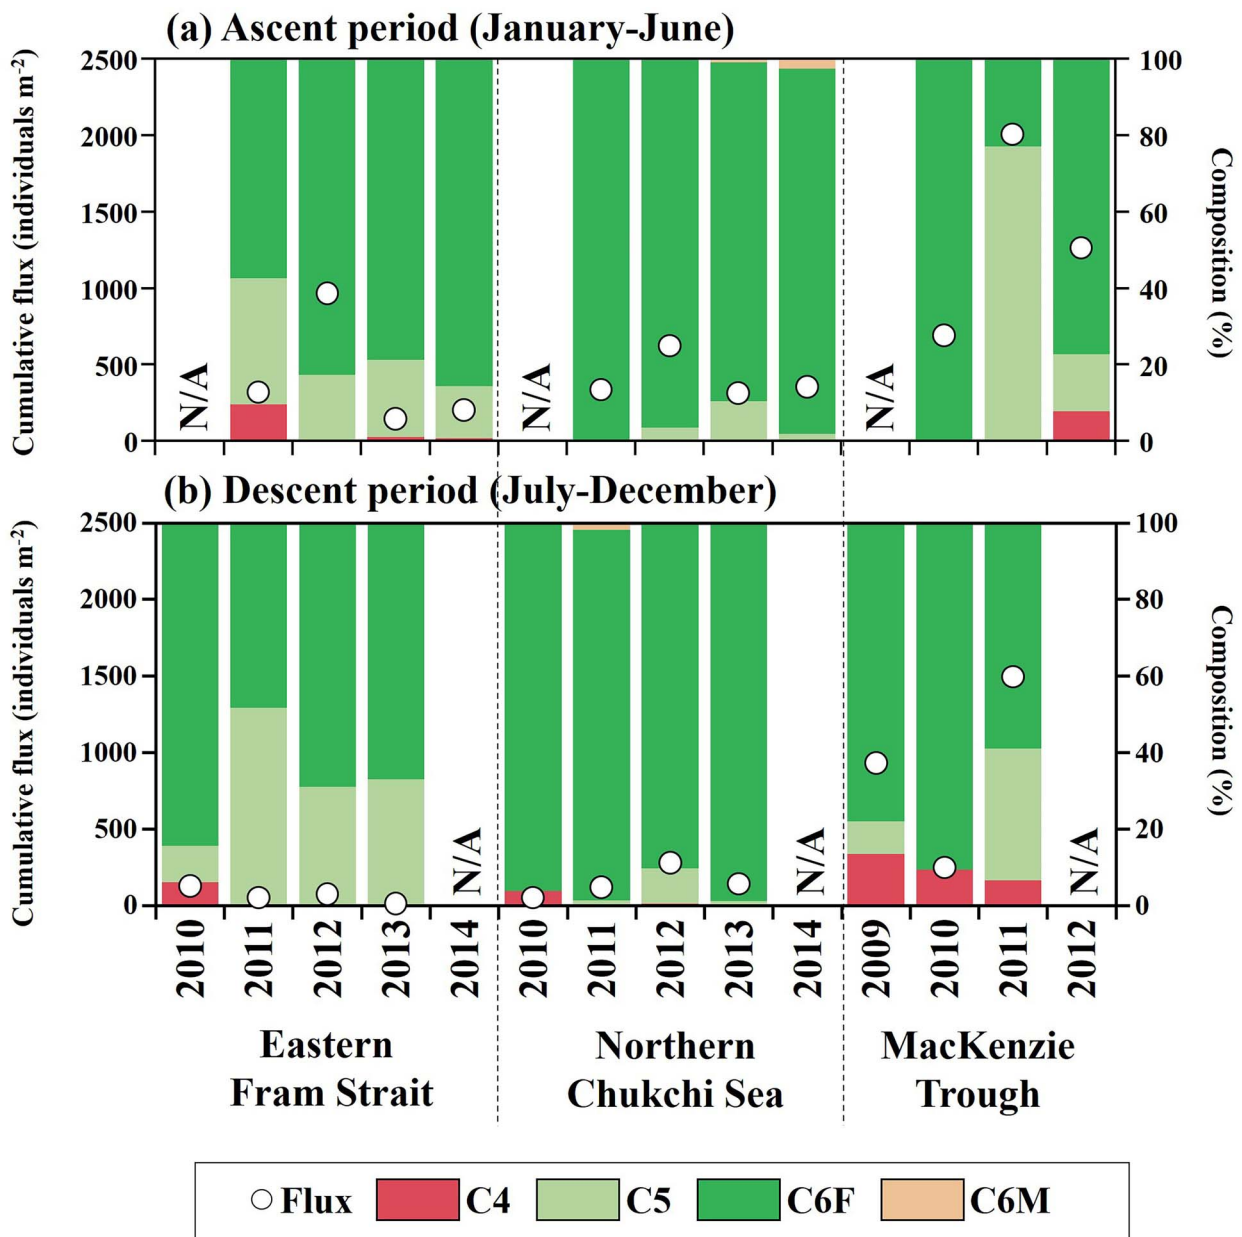 (a) Ascent period (January-June)
Cumulative flux (individuals m-2)
2500
2000
1500
1000
500
0
N/A
N/A
N/A
100
80
60
40
20
0
Composition (%)
(b) Descent period (July-December)
Cumulative flux (individuals m-2)
2500
2000
1500
1000
500
0
N/A
N/A
N/A
100
80
60
40
20
0
Composition (%)
2010 2011 2012 2013 2014 2010 2011 2012 2013 2014 2009 2010 2011 2012
Eastern
Fram Strait
Northern
Chukchi Sea
MacKenzie
Trough
Flux C4 C5 C6F C6M